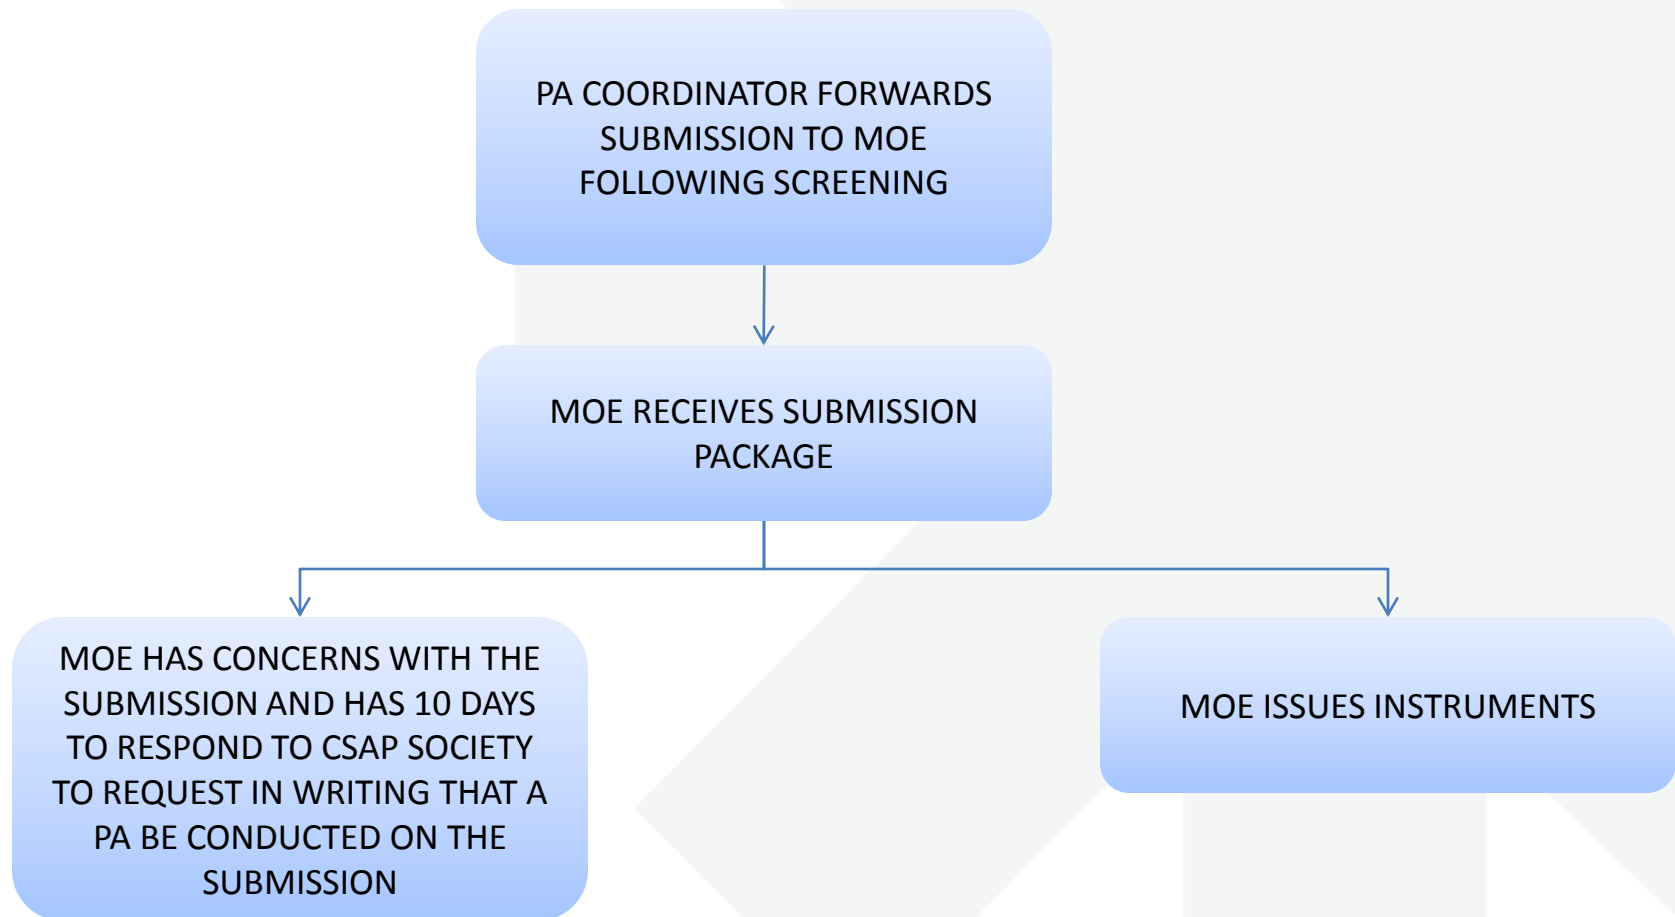 PA COORDINATOR FORWARDS
SUBMISSION TO MOE
FOLLOWING SCREENING
MOE RECEIVES SUBMISSION
PACKAGE
MOE HAS CONCERNS WITH THE
SUBMISSION AND HAS 10 DAYS
TO RESPOND TO CSAP SOCIETY
TO REQUEST IN WRITING THAT A
PA BE CONDUCTED ON THE
SUBMISSION
MOE ISSUES INSTRUMENTS